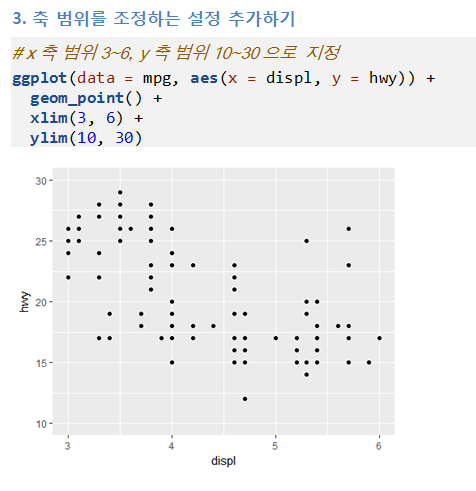 3. 축 범위를 조정하는 설정 추가하기
# x 축 범위 3~6, y 축 범위 10~30 으로 지정
ggplot(data = mpg, aes(x = displ, y = hwy)) +
  geom_point() +
  xlim(3, 6) +
  ylim(10, 30)
30
25
20
15
10
hwy
3 4 5 6
displ